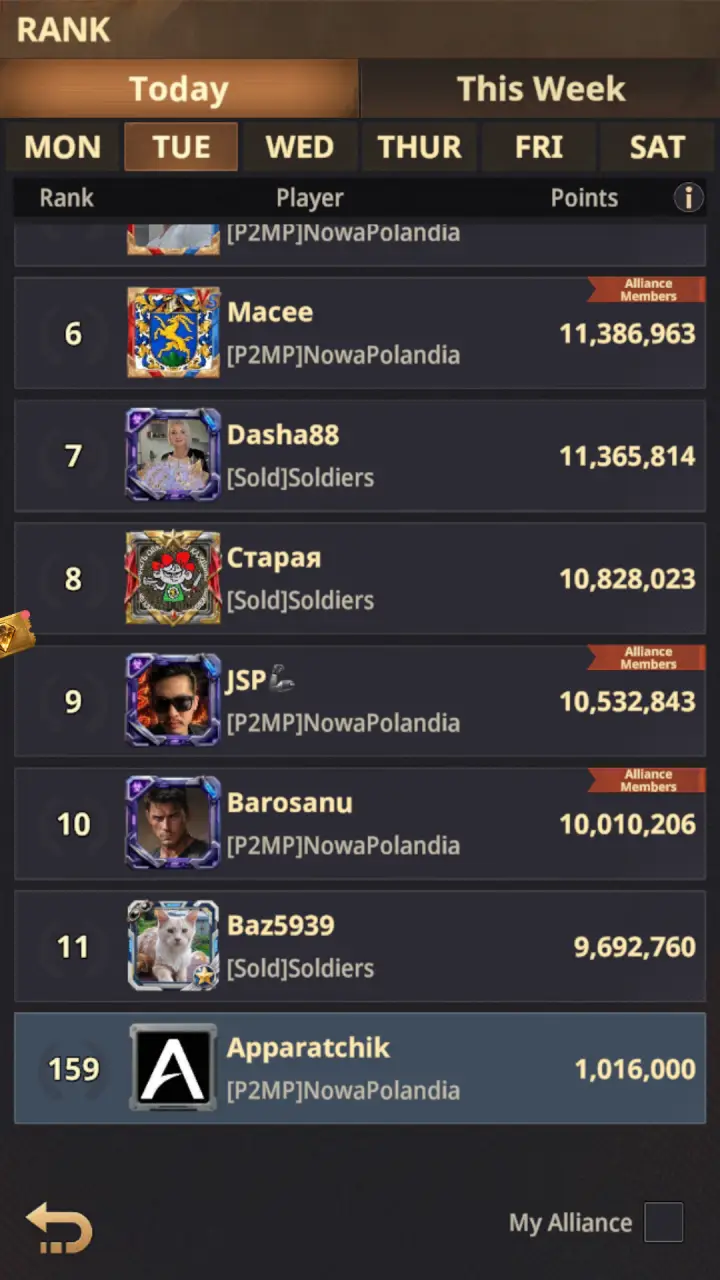 RANK
Today
This Week
MON
TUE
WED
THUR
FRI
SAT
Rank
Player
Points
[P2MP]NowaPolandia
6
Macee
[P2MP]NowaPolandia
Alliance
Members
11,386,963
7
Dasha88
[Sold]Soldiers
11,365,814
8
Старая
[Sold]Soldiers
10,828,023
9
JSP💪
[P2MP]NowaPolandia
Alliance
Members
10,532,843
10
Barosanu
[P2MP]NowaPolandia
Alliance
Members
10,010,206
11
Baz5939
[Sold]Soldiers
9,692,760
159
Apparatchik
[P2MP]NowaPolandia
1,016,000
My Alliance